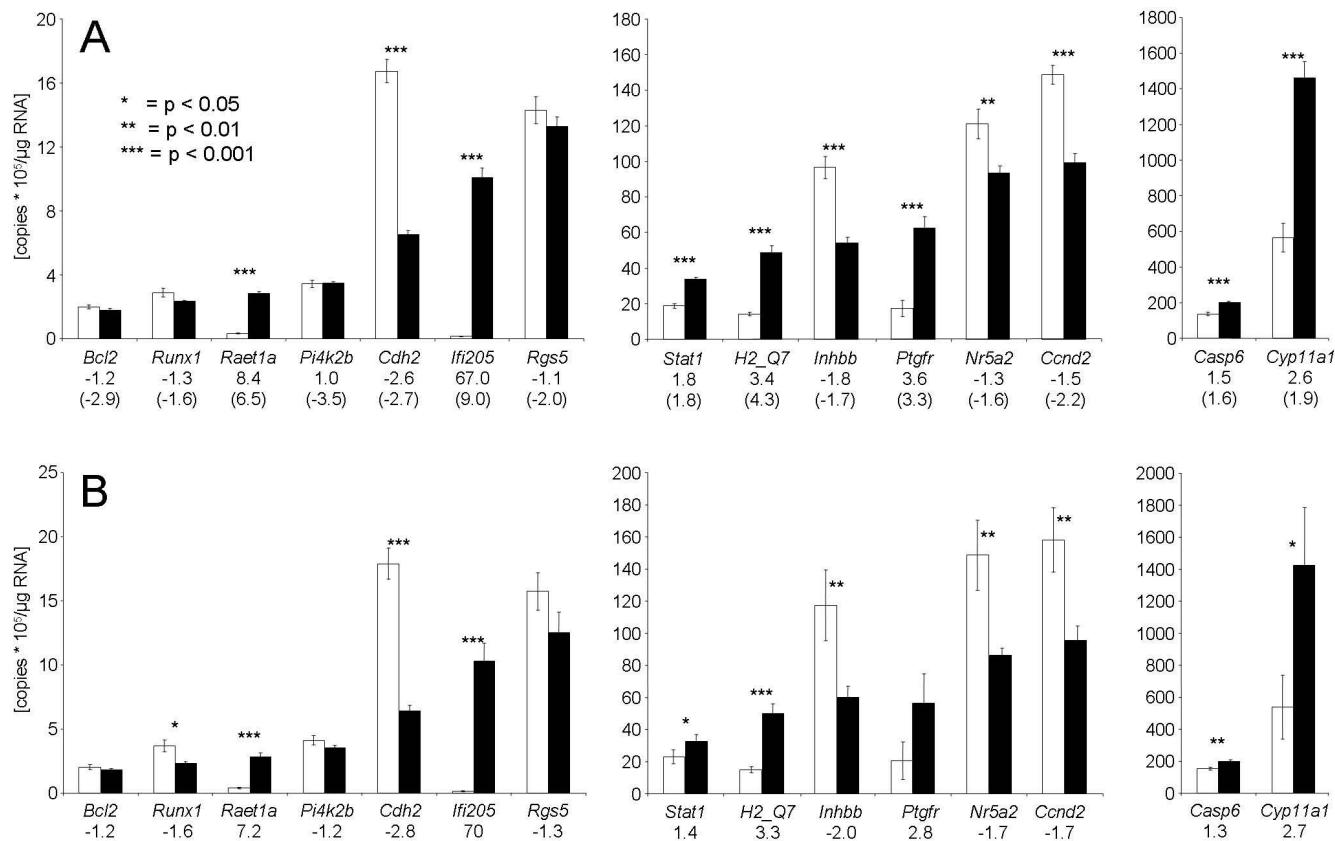 A
* = p < 0.05
** = p < 0.01
*** = p < 0.001
[copies * 10⁵/µg RNA]
20
16
12
8
4
0
*** *** ***
Bcl2 Runx1 Raet1a Pi4k2b Cdh2 Ifi205 Rgs5
-1.2 -1.3 8.4 1.0 -2.6 67.0 -1.1
(-2.9) (-1.6) (6.5) (-3.5) (-2.7) (9.0) (-2.0)
180
160
140
120
100
80
60
40
20
0
*** *** *** *** ** ***
Stat1 H2_Q7 Inhbb Ptgfr Nr5a2 Ccnd2
1.8 3.4 -1.8 3.6 -1.3 -1.5
(1.8) (4.3) (-1.7) (3.3) (-1.6) (-2.2)
1800
1600
1400
1200
1000
800
600
400
200
0
*** ***
Casp6 Cyp11a1
1.5 2.6
(1.6) (1.9)
B
[copies * 10⁵/µg RNA]
25
20
15
10
5
0
* *** *** ***
Bcl2 Runx1 Raet1a Pi4k2b Cdh2 Ifi205 Rgs5
-1.2 -1.6 7.2 -1.2 -2.8 70 -1.3
200
180
160
140
120
100
80
60
40
20
0
* *** ** ** **
Stat1 H2_Q7 Inhbb Ptgfr Nr5a2 Ccnd2
1.4 3.3 -2.0 2.8 -1.7 -1.7
2000
1800
1600
1400
1200
1000
800
600
400
200
0
** *
Casp6 Cyp11a1
1.3 2.7